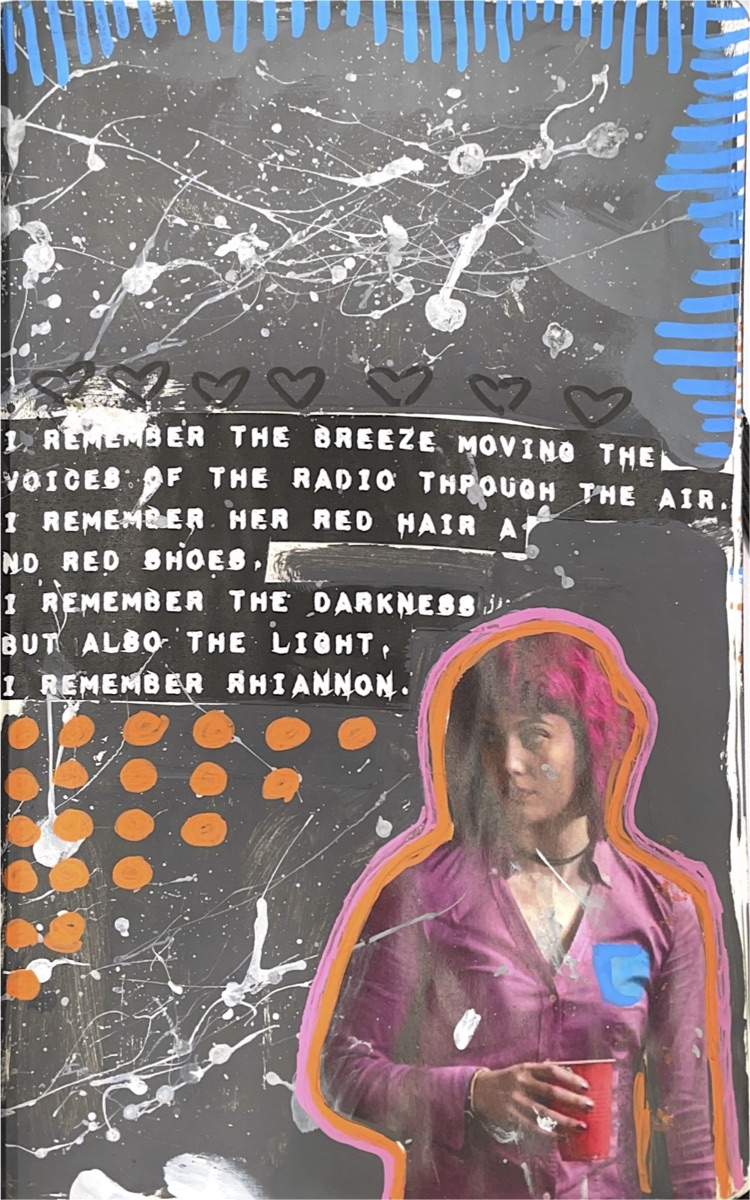 I REMEMBER THE BREEZE MOVING THE
VOICES OF THE RADIO THROUGH THE AIR.
I REMEMBER HER RED HAIR A
ND RED SHOES,
I REMEMBER THE DARKNESS
BUT ALSO THE LIGHT,
I REMEMBER RHIANNON.